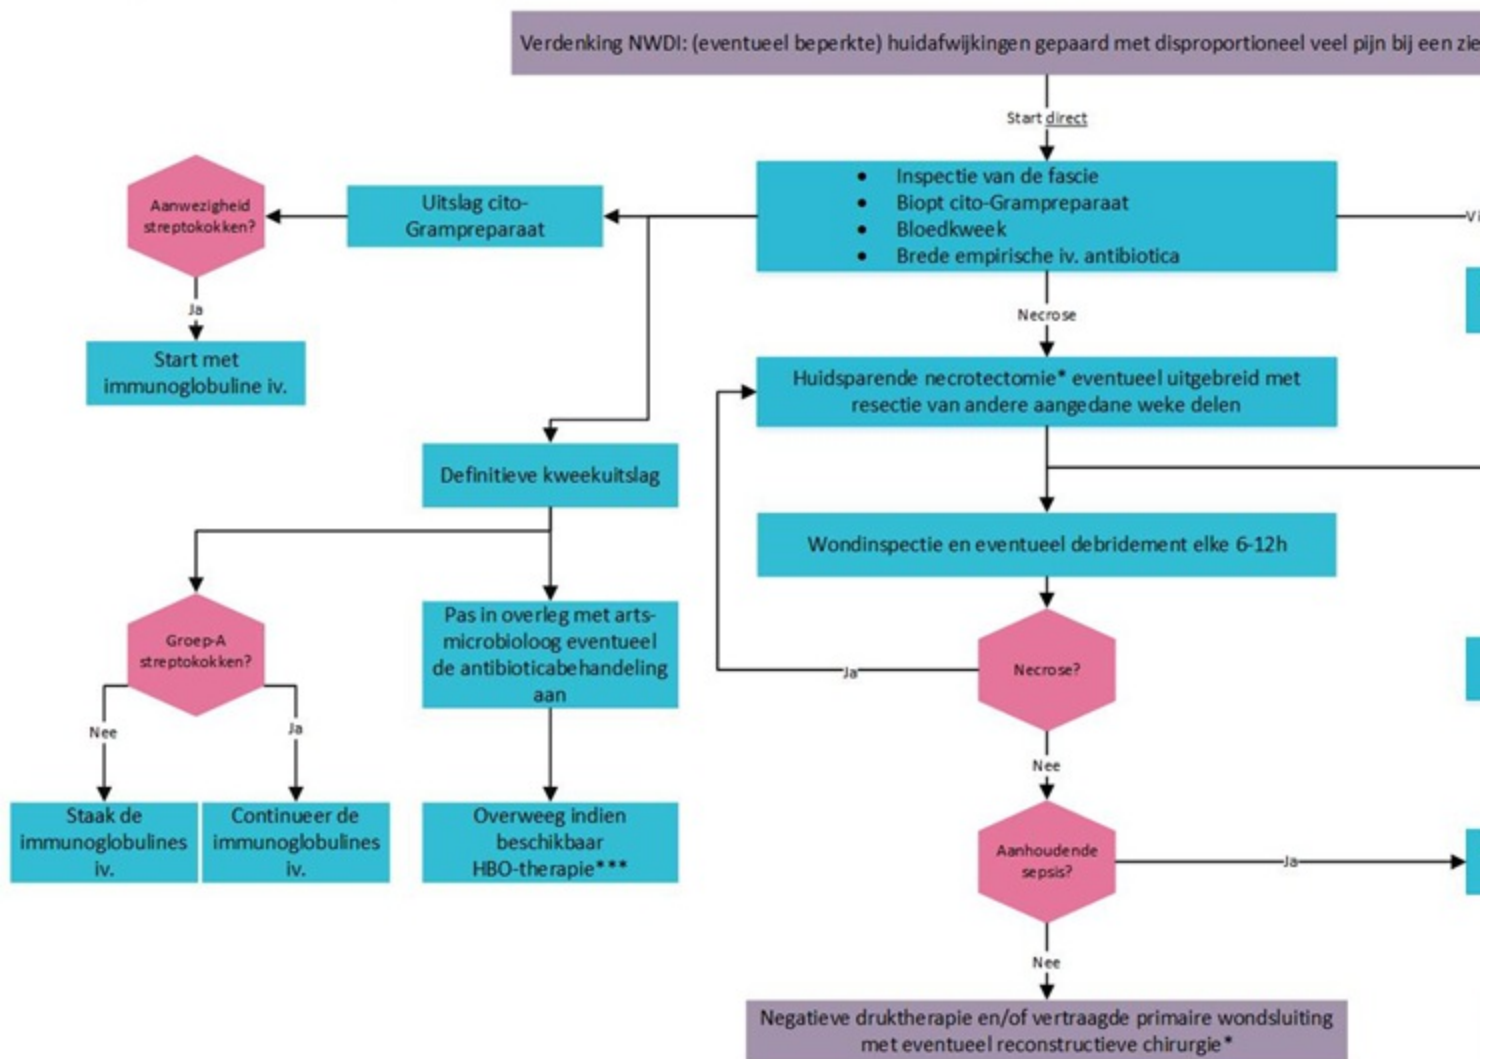 Verdenking NWDI: (eventueel beperkte) huidafwijkingen gepaard met disproportioneel veel pijn bij een zie
Start direct
• Inspectie van de fascie
• Biopt cito-Grampreparaat
• Bloedkweek
• Brede empirische iv. antibiotica
Uitslag cito-
Grampreparaat
Aanwezigheid
streptokokken?
Ja
Start met
immunoglobuline iv.
Vi
Necrose
Huidsparende necrotectomie* eventueel uitgebreid met
resectie van andere aangedane weke delen
Definitieve kweekuitslag
Wondinspectie en eventueel debridement elke 6-12h
Groep-A
streptokokken?
Nee
Ja
Staak de
immunoglobulines
iv.
Continueer de
immunoglobulines
iv.
Pas in overleg met arts-
microbioloog eventueel
de antibioticabehandeling
aan
Overweeg indien
beschikbaar
HBO-therapie***
Necrose?
Ja
Nee
Aanhoudende
sepsis?
Ja
Nee
Negatieve druktherapie en/of vertraagde primaire wondsluiting
met eventueel reconstructieve chirurgie*